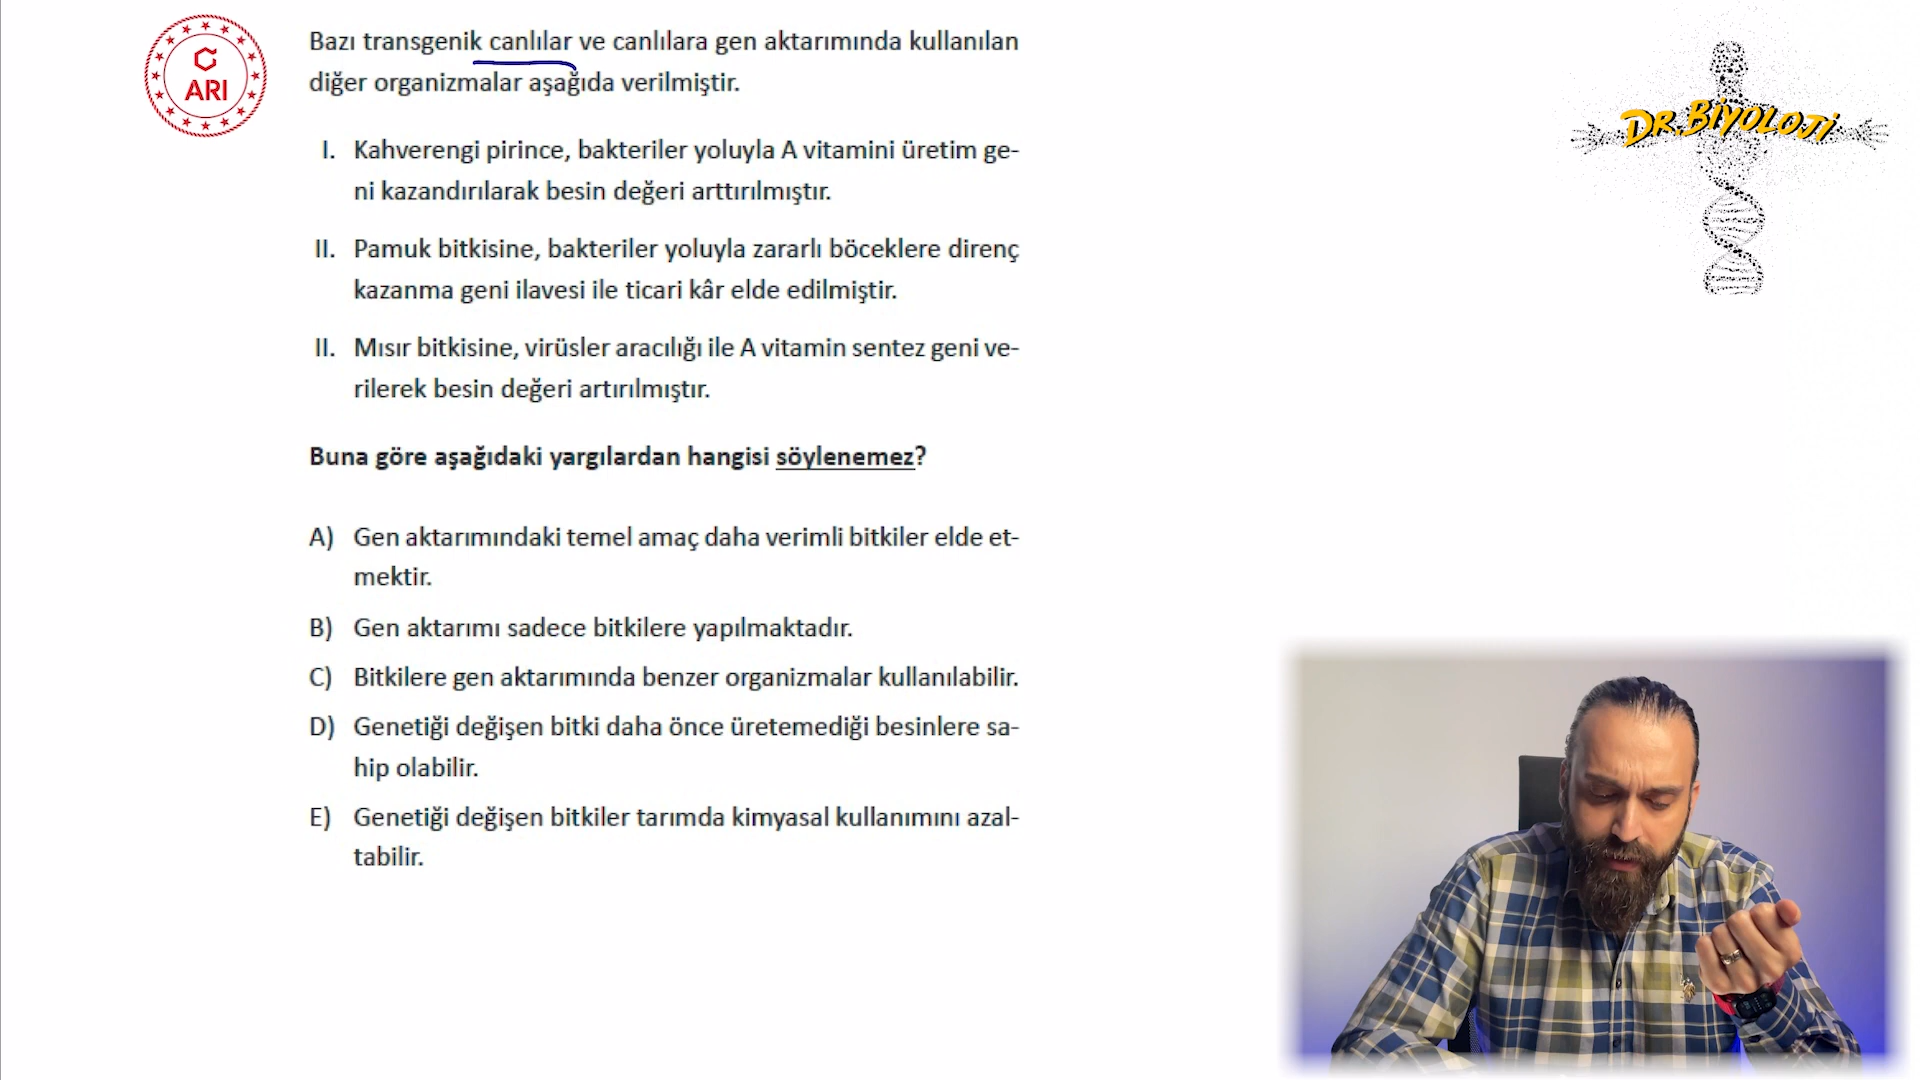 ARI
DR.BİYOLOJİ
Bazı transgenik canlılar ve canlılara gen aktarımında kullanılan
diğer organizmalar aşağıda verilmiştir.
I. Kahverengi pirince, bakteriler yoluyla A vitamini üretim ge-
ni kazandırılarak besin değeri arttırılmıştır.
II. Pamuk bitkisine, bakteriler yoluyla zararlı böceklere direnç
kazanma geni ilavesi ile ticari kâr elde edilmiştir.
II. Mısır bitkisine, virüsler aracılığı ile A vitamin sentez geni ve-
rilerek besin değeri artırılmıştır.
Buna göre aşağıdaki yargılardan hangisi söylenemez?
A) Gen aktarımındaki temel amaç daha verimli bitkiler elde et-
mektir.
B) Gen aktarımı sadece bitkilere yapılmaktadır.
C) Bitkilere gen aktarımında benzer organizmalar kullanılabilir.
D) Genetiği değişen bitki daha önce üretemediği besinlere sa-
hip olabilir.
E) Genetiği değişen bitkiler tarımda kimyasal kullanımını azal-
tabilir.